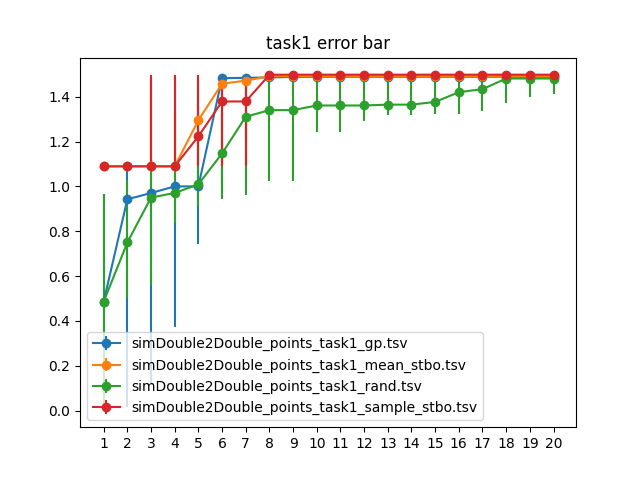 task1 error bar
1.4
1.2
1.0
0.8
0.6
0.4
0.2
0.0
simDouble2Double_points_task1_gp.tsv
simDouble2Double_points_task1_mean_stbo.tsv
simDouble2Double_points_task1_rand.tsv
simDouble2Double_points_task1_sample_stbo.tsv
1 2 3 4 5 6 7 8 9 10 11 12 13 14 15 16 17 18 19 20